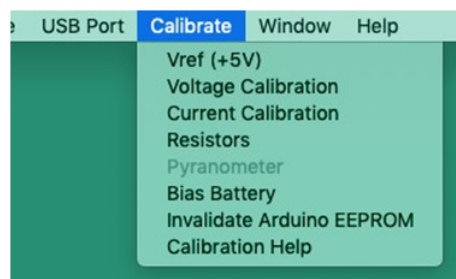 USB Port Calibrate Window Help
Vref (+5V)
Voltage Calibration
Current Calibration
Resistors
Pyranometer
Bias Battery
Invalidate Arduino EEPROM
Calibration Help